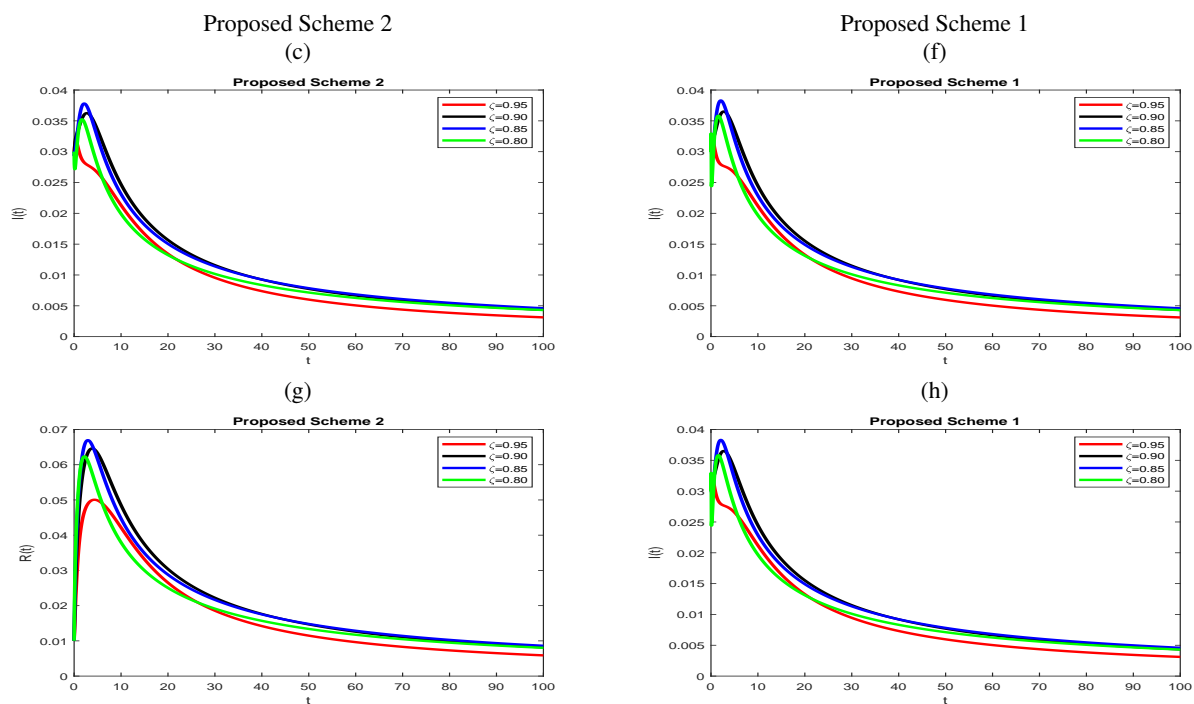 Proposed Scheme 2
Proposed Scheme 1
(c)
(f)
Proposed Scheme 2
0.04
0.035
0.03
0.025
0.02
0.015
0.01
0.005
0
I(t)
ζ=0.95
ζ=0.90
ζ=0.85
ζ=0.80
0 10 20 30 40 50 60 70 80 90 100
t
Proposed Scheme 1
0.04
0.035
0.03
0.025
0.02
0.015
0.01
0.005
0
I(t)
ζ=0.95
ζ=0.90
ζ=0.85
ζ=0.80
0 10 20 30 40 50 60 70 80 90 100
t
(g)
(h)
Proposed Scheme 2
0.07
0.06
0.05
0.04
0.03
0.02
0.01
0
R(t)
ζ=0.95
ζ=0.90
ζ=0.85
ζ=0.80
0 10 20 30 40 50 60 70 80 90 100
t
Proposed Scheme 1
0.04
0.035
0.03
0.025
0.02
0.015
0.01
0.005
0
I(t)
ζ=0.95
ζ=0.90
ζ=0.85
ζ=0.80
0 10 20 30 40 50 60 70 80 90 100
t